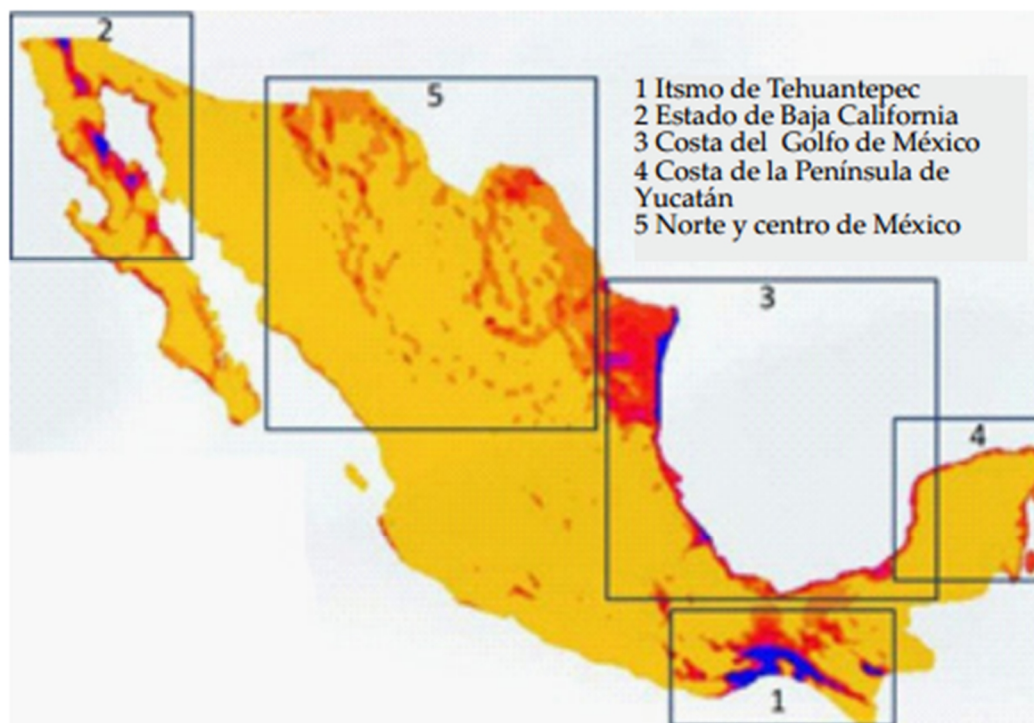 2
5
1 Itsmo de Tehuantepec
2 Estado de Baja California
3 Costa del Golfo de México
4 Costa de la Península de
Yucatán
5 Norte y centro de México
3
4
1